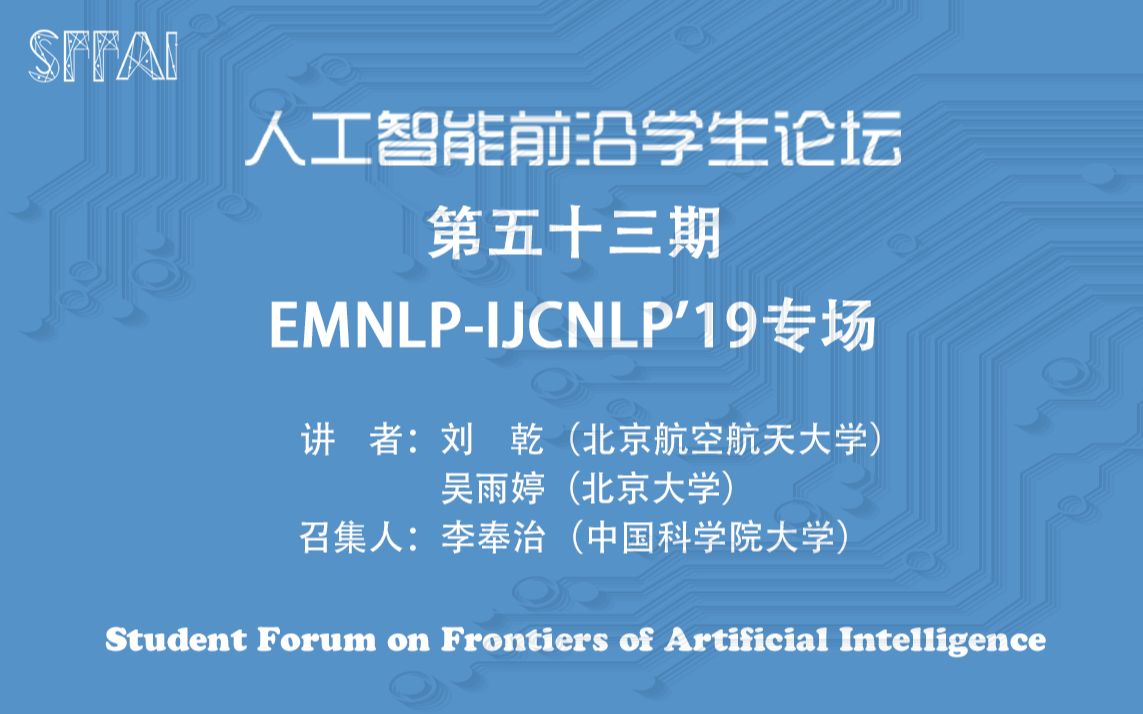 SFFAI
人工智能前沿学生论坛
第五十三期
EMNLP-IJCNLP’19专场
讲 者：刘 乾（北京航空航天大学）
吴雨婷（北京大学）
召集人：李奉治（中国科学院大学）
Student Forum on Frontiers of Artificial Intelligence